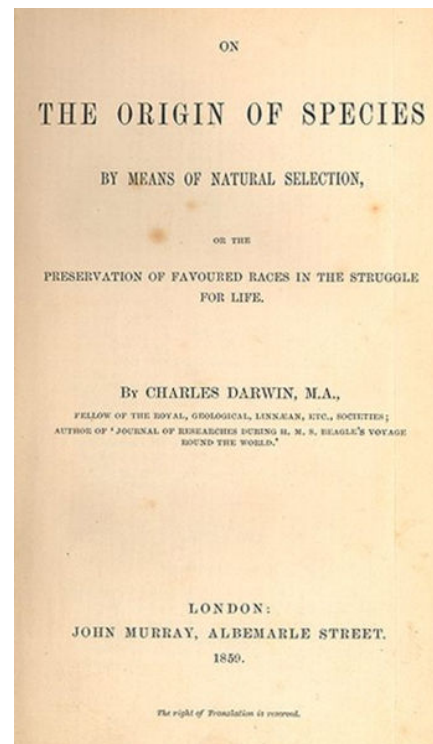 ON
THE ORIGIN OF SPECIES
BY MEANS OF NATURAL SELECTION,
OR THE
PRESERVATION OF FAVOURED RACES IN THE STRUGGLE
FOR LIFE.
BY CHARLES DARWIN, M.A.,
FELLOW OF THE ROYAL, GEOLOGICAL, LINNÆAN, ETC., SOCIETIES;
AUTHOR OF ‘JOURNAL OF RESEARCHES DURING H. M. S. BEAGLE’S VOYAGE
ROUND THE WORLD.’
LONDON:
JOHN MURRAY, ALBEMARLE STREET.
1859.
The right of Translation is reserved.